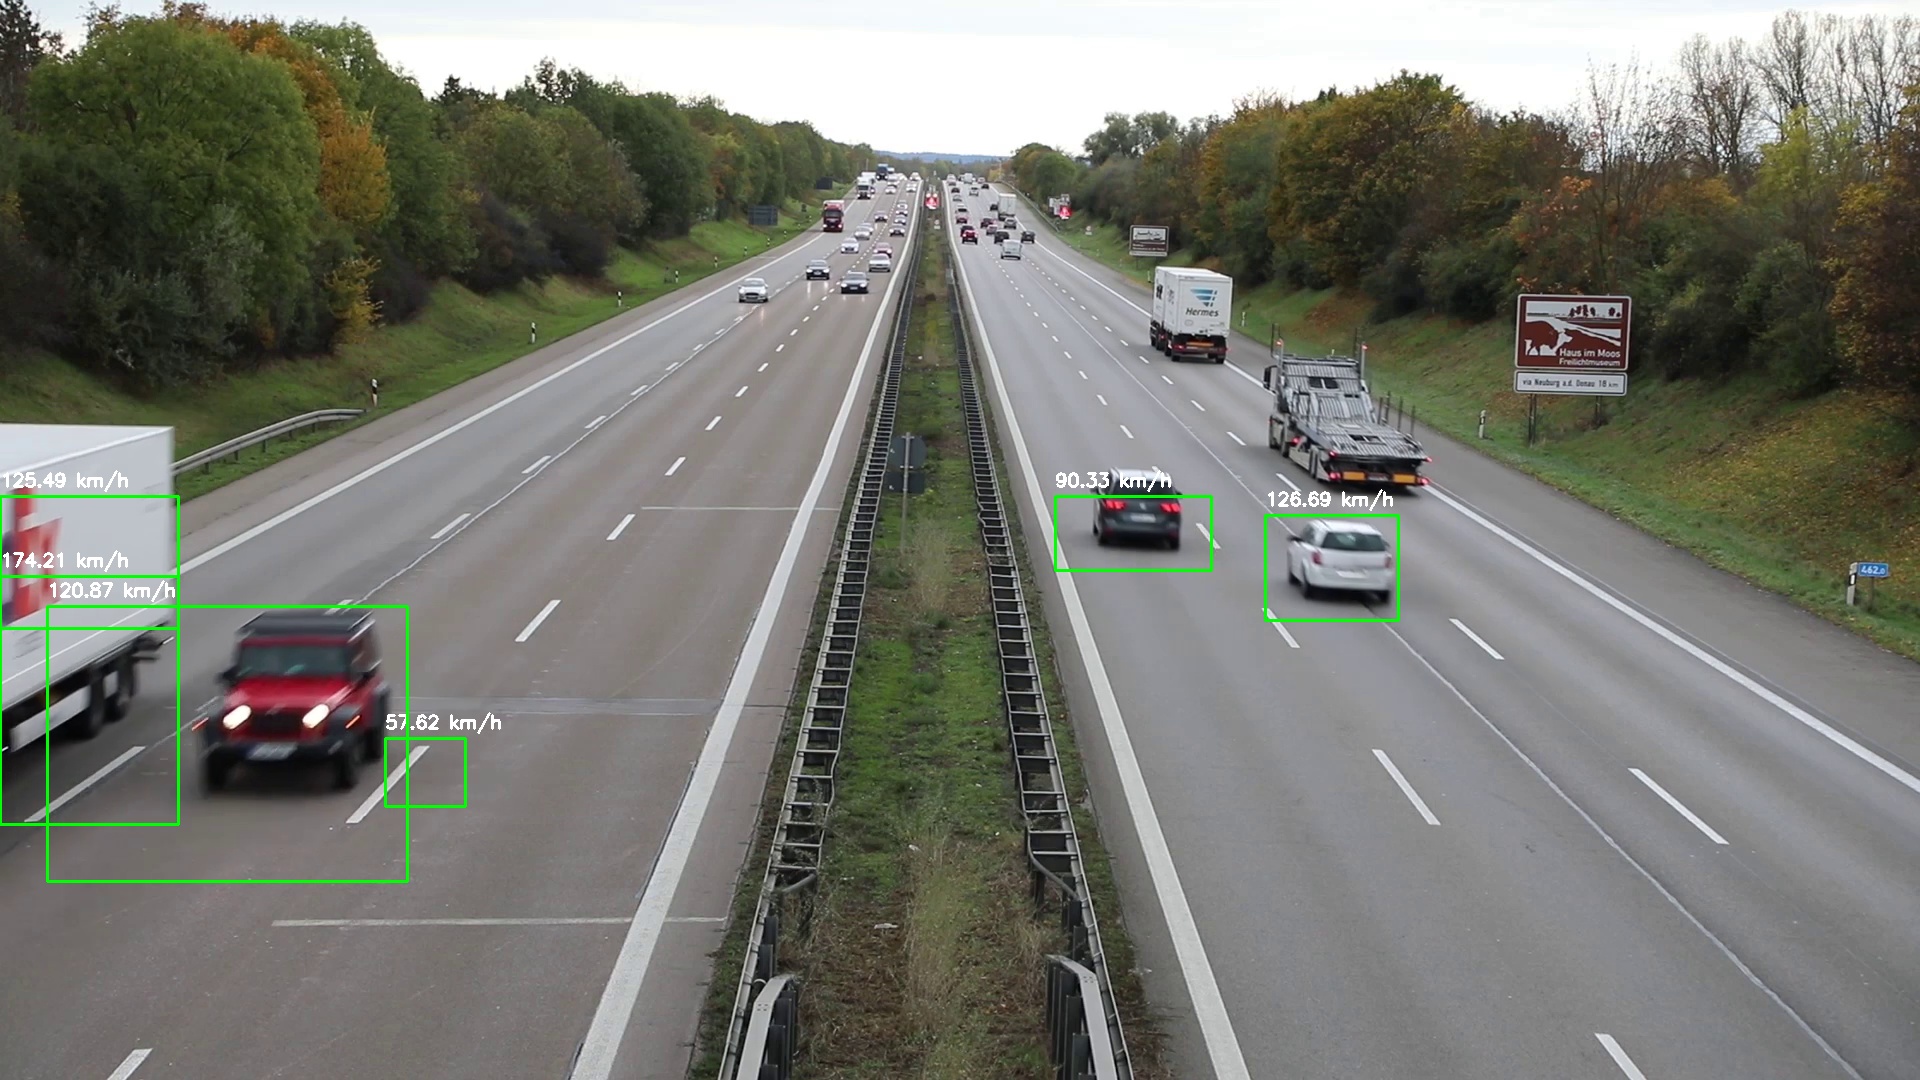 Hermes
Haus im Moos
Freilichtmuseum
via Neuburg a.d. Donau 18 km
125.49 km/h
90.33 km/h
126.69 km/h
174.21 km/h
462,0
120.87 km/h
57.62 km/h